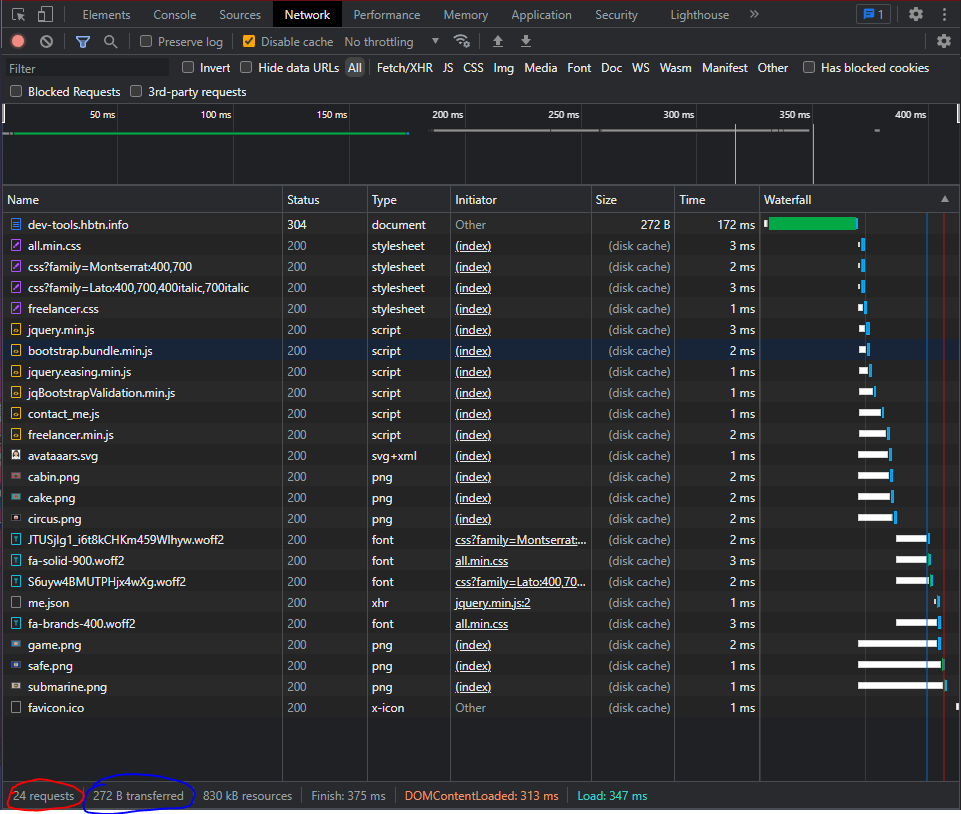 Elements Console Sources Network Performance Memory Application Security Lighthouse » 1
Preserve log Disable cache No throttling
Filter Invert Hide data URLs All Fetch/XHR JS CSS Img Media Font Doc WS Wasm Manifest Other Has blocked cookies
Blocked Requests 3rd-party requests
50 ms 100 ms 150 ms 200 ms 250 ms 300 ms 350 ms 400 ms
Name Status Type Initiator Size Time Waterfall
dev-tools.hbtn.info 304 document Other 272 B 172 ms
all.min.css 200 stylesheet (index) (disk cache) 3 ms
css?family=Montserrat:400,700 200 stylesheet (index) (disk cache) 2 ms
css?family=Lato:400,700,400italic,700italic 200 stylesheet (index) (disk cache) 3 ms
freelancer.css 200 stylesheet (index) (disk cache) 1 ms
jquery.min.js 200 script (index) (disk cache) 3 ms
bootstrap.bundle.min.js 200 script (index) (disk cache) 2 ms
jquery.easing.min.js 200 script (index) (disk cache) 1 ms
jqBootstrapValidation.min.js 200 script (index) (disk cache) 1 ms
contact_me.js 200 script (index) (disk cache) 1 ms
freelancer.min.js 200 script (index) (disk cache) 1 ms
avataaars.svg 200 svg+xml (index) (disk cache) 1 ms
cabin.png 200 png (index) (disk cache) 2 ms
cake.png 200 png (index) (disk cache) 2 ms
circus.png 200 png (index) (disk cache) 2 ms
JTUSjIg1_i6t8kCHKm459Wlhyw.woff2 200 font css?family=Montserrat:... (disk cache) 2 ms
fa-solid-900.woff2 200 font all.min.css (disk cache) 3 ms
S6uyw4BMUTPHjx4wXg.woff2 200 font css?family=Lato:400,70... (disk cache) 2 ms
me.json 200 xhr jquery.min.js:2 (disk cache) 1 ms
fa-brands-400.woff2 200 font all.min.css (disk cache) 3 ms
game.png 200 png (index) (disk cache) 2 ms
safe.png 200 png (index) (disk cache) 1 ms
submarine.png 200 png (index) (disk cache) 1 ms
favicon.ico 200 x-icon Other (disk cache) 1 ms
24 requests 272 B transferred 830 kB resources Finish: 375 ms DOMContentLoaded: 313 ms Load: 347 ms